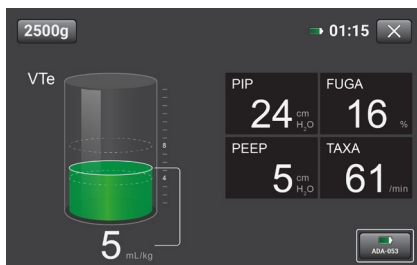 2500g
01:15
VTe
8
4
5 mL/kg
PIP
24 cm H₂O
FUGA
16 %
PEEP
5 cm H₂O
TAXA
61 /min
ADA-053